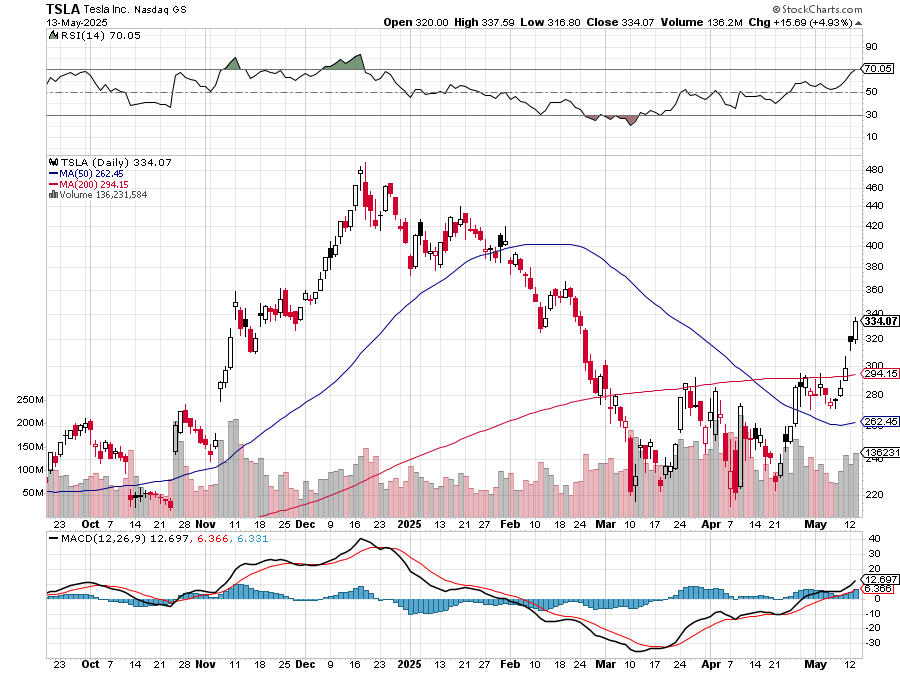 TSLA Tesla Inc. Nasdaq GS
© StockCharts.com
13-May-2025
Open 320.00 High 337.59 Low 316.80 Close 334.07 Volume 136.2M Chg +15.69 (+4.93%)
RSI(14) 70.05
90
70.05
50
30
10
TSLA (Daily) 334.07
MA(50) 262.45
MA(200) 294.15
Volume 136,231,584
480
460
440
420
400
380
360
340
334.07
320
300
294.15
280
262.45
260
240
220
136231
250M
200M
150M
100M
50M
23 Oct 7 14 21 28 Nov 11 18 25 Dec 9 16 23 2025 13 21 27 Feb 10 18 24 Mar 10 17 24 Apr 7 14 21 May 12
MACD(12,26,9) 12.697, 6.366, 6.331
40
30
20
12.697
6.366
0
-10
-20
-30
23 Oct 7 14 21 28 Nov 11 18 25 Dec 9 16 23 2025 13 21 27 Feb 10 18 24 Mar 10 17 24 Apr 7 14 21 May 12